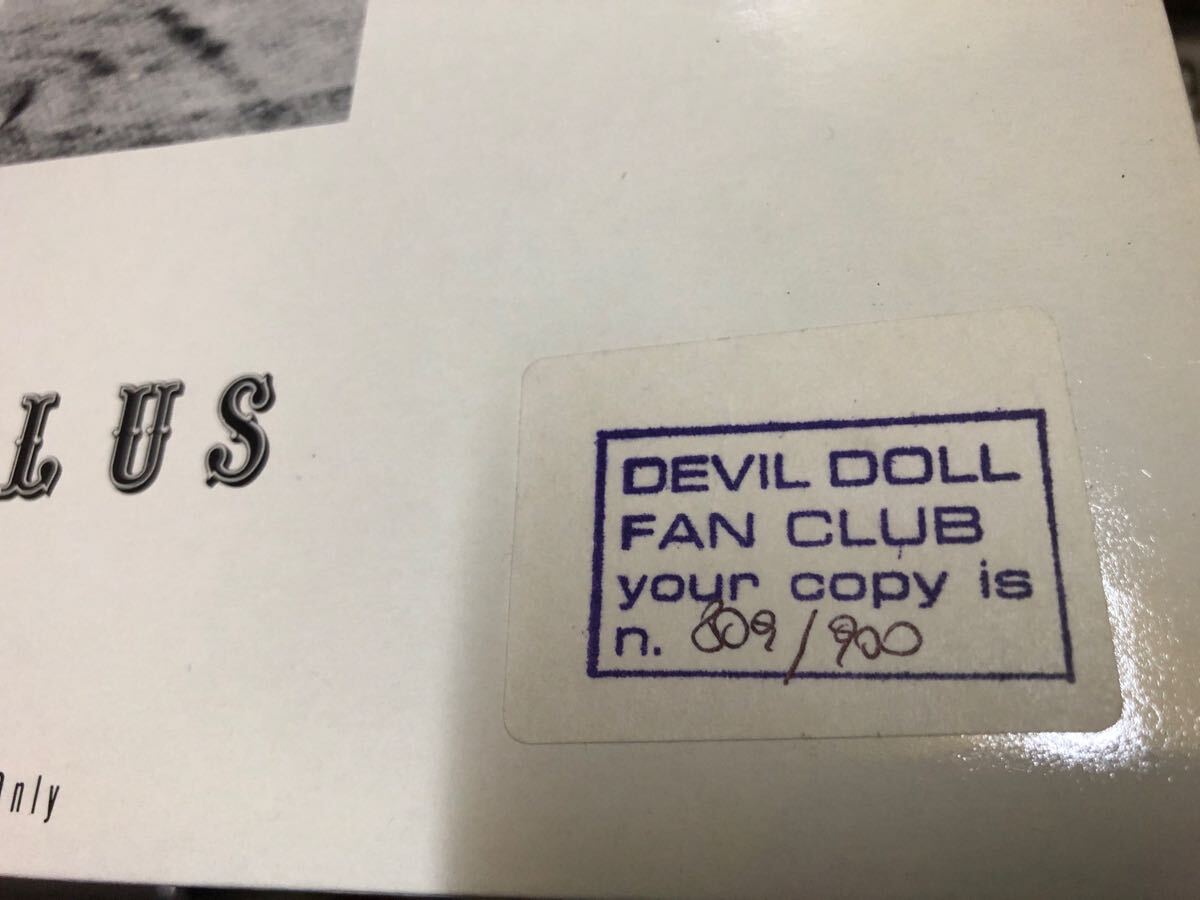 LUS
DEVIL DOLL
FAN CLUB
your copy is
n. 809/900
nly